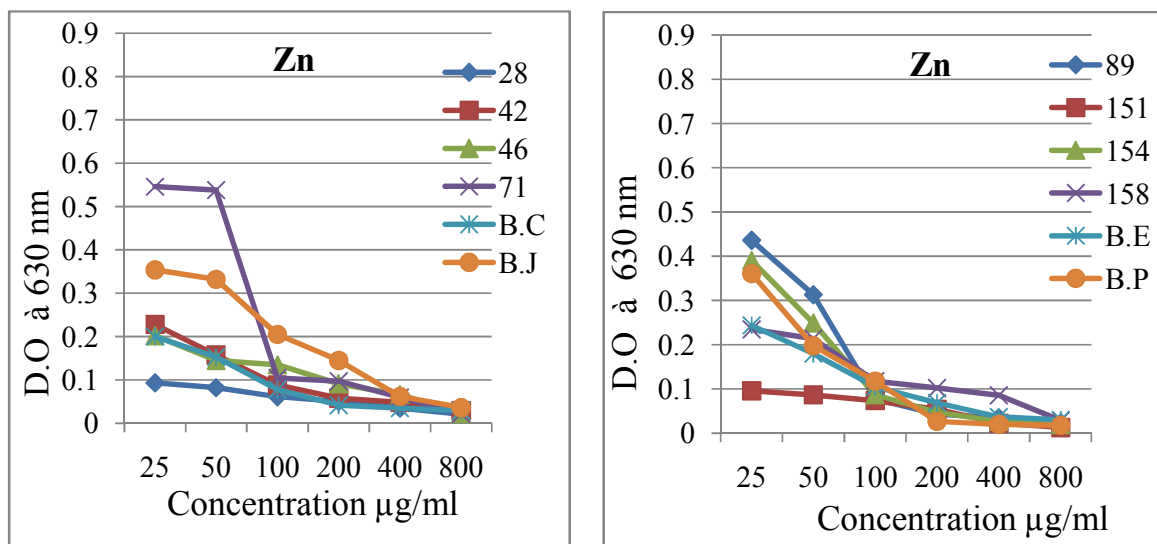 Zn
D.O à 630 nm
0.9
0.8
0.7
0.6
0.5
0.4
0.3
0.2
0.1
0
28
42
46
71
B.C
B.J
25 50 100 200 400 800
Concentration µg/ml
Zn
D.O à 630 nm
0.9
0.8
0.7
0.6
0.5
0.4
0.3
0.2
0.1
0
89
151
154
158
B.E
B.P
25 50 100 200 400 800
Concentration µg/ml